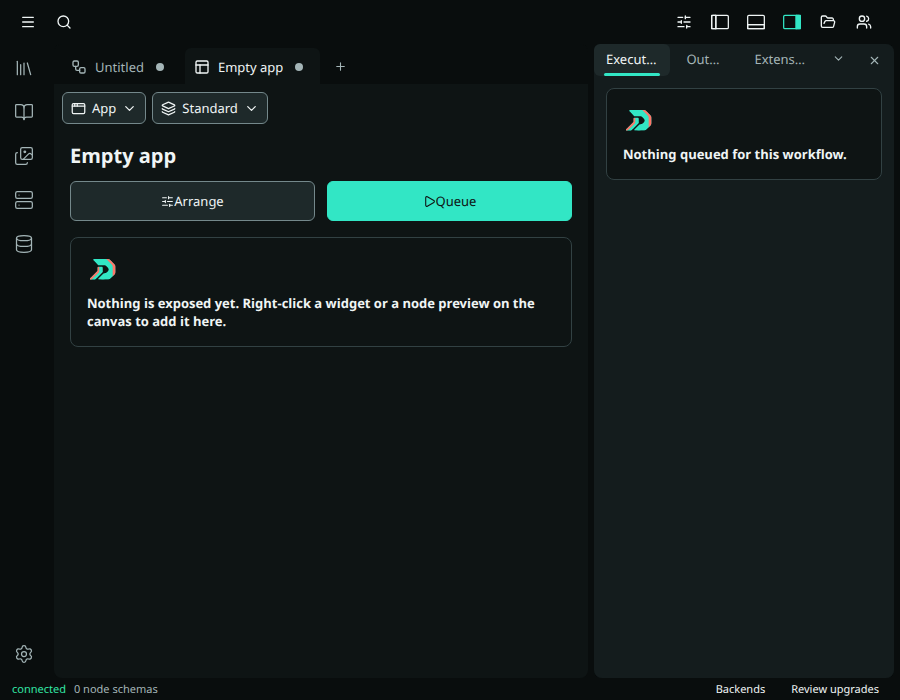 Untitled
Empty app
Execut...
Out...
Extens...
App
Standard
Empty app
Arrange
Queue
Nothing is exposed yet. Right-click a widget or a node preview on the
canvas to add it here.
Nothing queued for this workflow.
connected
0 node schemas
Backends
Review upgrades